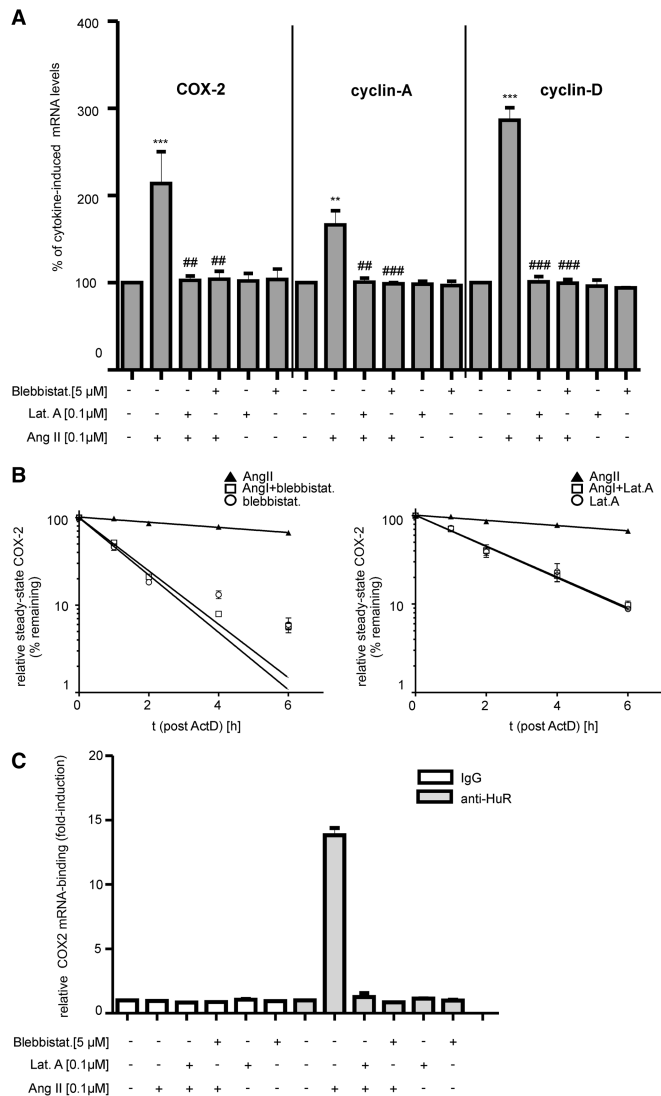 A
% of cytokine-induced mRNA levels
400
300
200
100
0
COX-2
cyclin-A
cyclin-D
*** ## ## ** ## ### *** ### ###
Blebbistat.[5 µM] - - - + - + - - - + - + - - - + - +
Lat. A [0.1µM] - - + - + - - - + - + - - - + - + -
Ang II [0.1µM] - + + + - - - + + + - - - + + + - -
B
AngII
AngI+blebbistat.
blebbistat.
relative steady-state COX-2
(% remaining)
100
10
1
0 2 4 6
t (post ActD) [h]
AngII
AngI+Lat.A
Lat.A
relative steady-state COX-2
(% remaining)
100
10
1
0 2 4 6
t (post ActD) [h]
C
relative COX2 mRNA-binding (fold-induction)
20
15
10
5
0
IgG
anti-HuR
Blebbistat.[5 µM] - - - + - + - - - + - +
Lat. A [0.1µM] - - + - + - - - + - + -
Ang II [0.1µM] - + + + - - - + + + - -